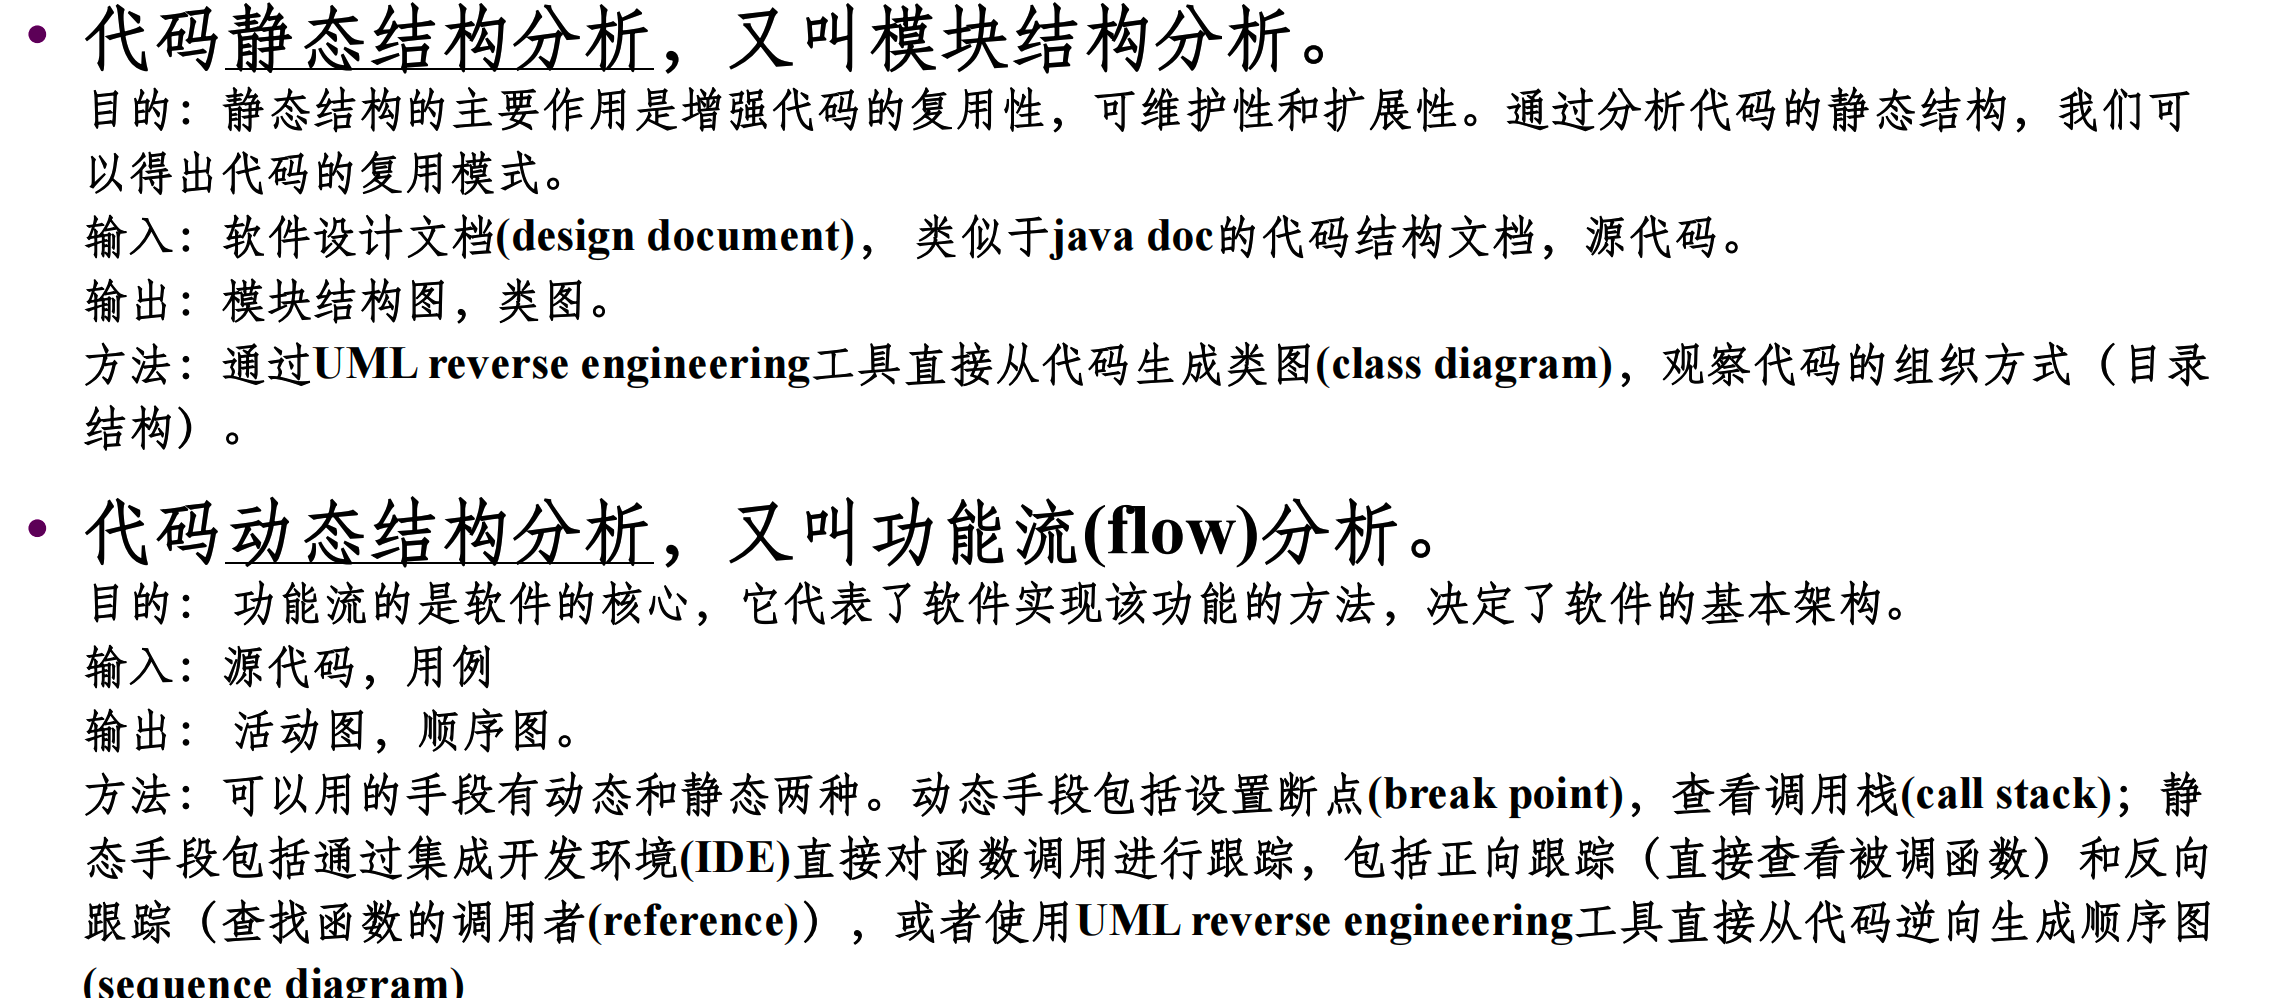 • 代码静态结构分析，又叫模块结构分析。
目的：静态结构的主要作用是增强代码的复用性，可维护性和扩展性。通过分析代码的静态结构，我们可
以得出代码的复用模式。
输入：软件设计文档(design document)， 类似于java doc的代码结构文档，源代码。
输出：模块结构图，类图。
方法：通过UML reverse engineering工具直接从代码生成类图(class diagram)，观察代码的组织方式（目录
结构）。
• 代码动态结构分析，又叫功能流(flow)分析。
目的： 功能流的是软件的核心，它代表了软件实现该功能的方法，决定了软件的基本架构。
输入：源代码，用例
输出： 活动图，顺序图。
方法：可以用的手段有动态和静态两种。动态手段包括设置断点(break point)，查看调用栈(call stack)；静
态手段包括通过集成开发环境(IDE)直接对函数调用进行跟踪，包括正向跟踪（直接查看被调函数）和反向
跟踪（查找函数的调用者(reference)），或者使用UML reverse engineering工具直接从代码逆向生成顺序图
(sequence diagram)